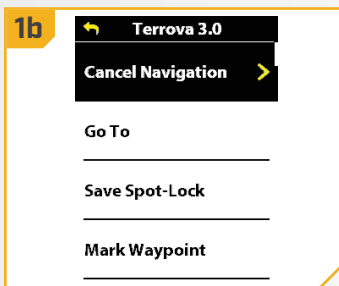 1b
Terrova 3.0
Cancel Navigation
Go To
Save Spot-Lock
Mark Waypoint